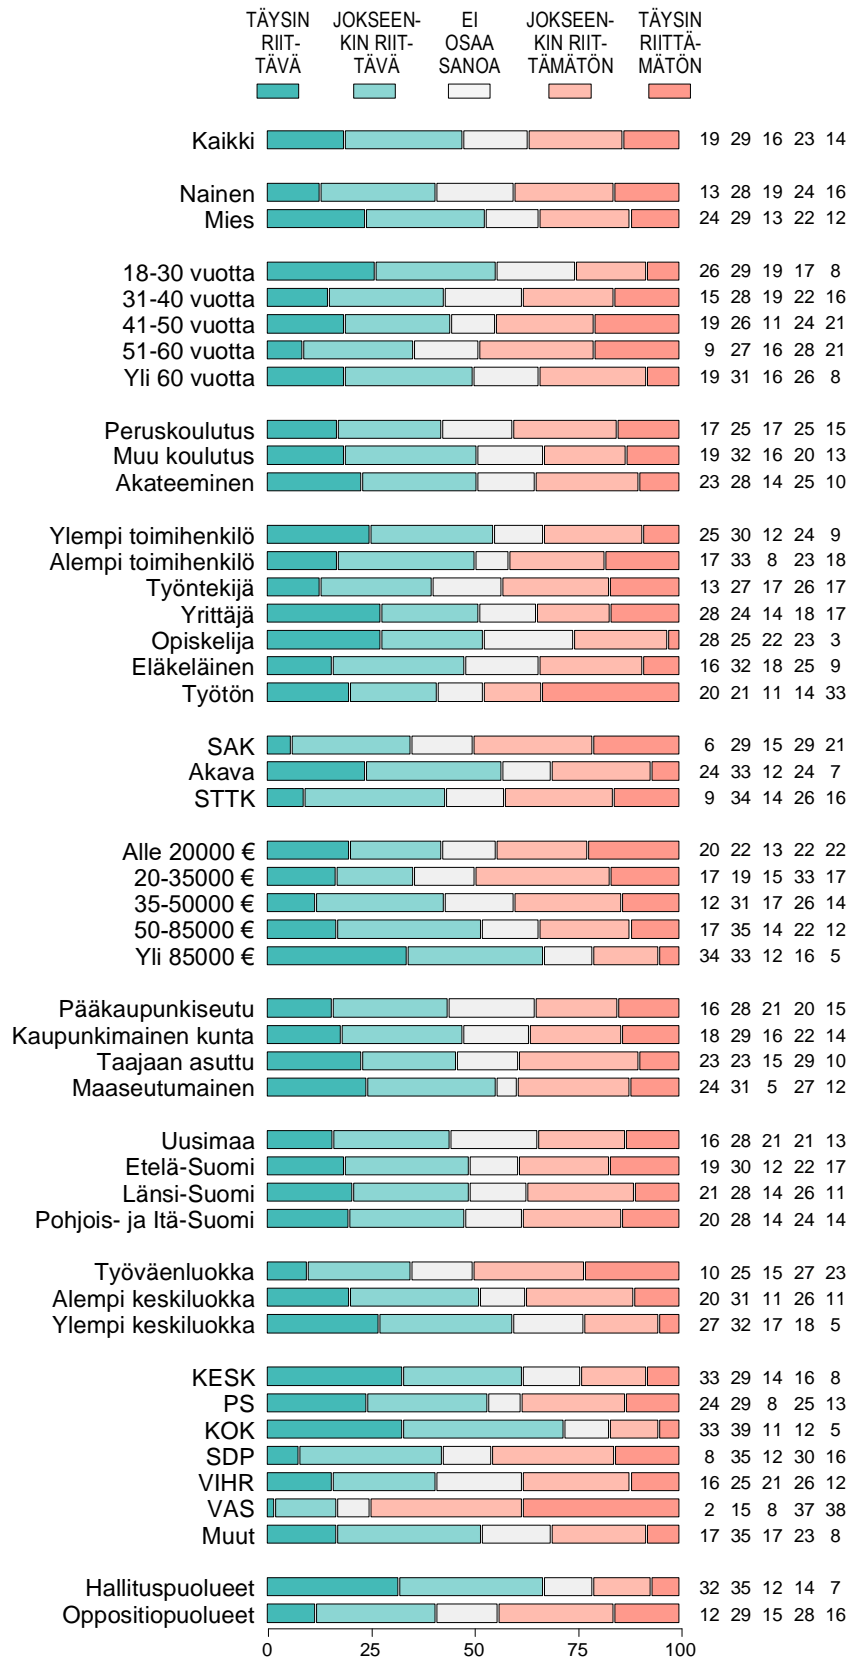 TÄYSIN JOKSEEN- EI JOKSEEN- TÄYSIN
RIIT- KIN RIIT- OSAA KIN RIIT- RIITTÄ-
TÄVÄ TÄVÄ SANOA TÄMÄTÖN MÄTÖN
Kaikki 19 29 16 23 14
Nainen 13 28 19 24 16
Mies 24 29 13 22 12
18-30 vuotta 26 29 19 17 8
31-40 vuotta 15 28 19 22 16
41-50 vuotta 19 26 11 24 21
51-60 vuotta 9 27 16 28 21
Yli 60 vuotta 19 31 16 26 8
Peruskoulutus 17 25 17 25 15
Muu koulutus 19 32 16 20 13
Akateeminen 23 28 14 25 10
Ylempi toimihenkilö 25 30 12 24 9
Alempi toimihenkilö 17 33 8 23 18
Työntekijä 13 27 17 26 17
Yrittäjä 28 24 14 18 17
Opiskelija 28 25 22 23 3
Eläkeläinen 16 32 18 25 9
Työtön 20 21 11 14 33
SAK 6 29 15 29 21
Akava 24 33 12 24 7
STTK 9 34 14 26 16
Alle 20000 € 20 22 13 22 22
20-35000 € 17 19 15 33 17
35-50000 € 12 31 17 26 14
50-85000 € 17 35 14 22 12
Yli 85000 € 34 33 12 16 5
Pääkaupunkiseutu 16 28 21 20 15
Kaupunkimainen kunta 18 29 16 22 14
Taajaan asuttu 23 23 15 29 10
Maaseutumainen 24 31 5 27 12
Uusimaa 16 28 21 21 13
Etelä-Suomi 19 30 12 22 17
Länsi-Suomi 21 28 14 26 11
Pohjois- ja Itä-Suomi 20 28 14 24 14
Työväenluokka 10 25 15 27 23
Alempi keskiluokka 20 31 11 26 11
Ylempi keskiluokka 27 32 17 18 5
KESK 33 29 14 16 8
PS 24 29 8 25 13
KOK 33 39 11 12 5
SDP 8 35 12 30 16
VIHR 16 25 21 26 12
VAS 2 15 8 37 38
Muut 17 35 17 23 8
Hallituspuolueet 32 35 12 14 7
Oppositiopuolueet 12 29 15 28 16
0 25 50 75 100